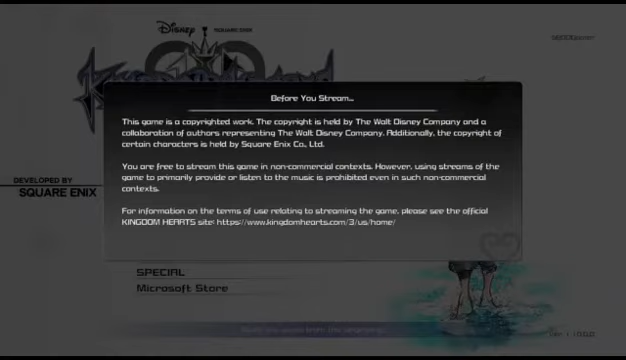 Disney
SQUARE ENIX
Before You Stream...
This game is a copyrighted work. The copyright is held by The Walt Disney Company and a
collaboration of authors representing The Walt Disney Company. Additionally, the copyright of
certain characters is held by Square Enix Co., Ltd.
You are free to stream this game in non-commercial contexts. However, using streams of the
game to primarily provide or listen to the music is prohibited even in such non-commercial
contexts.
For information on the terms of use relating to streaming the game, please see the official
KINGDOM HEARTS site: https://www.kingdomhearts.com/3/us/home/
DEVELOPED BY
SQUARE ENIX
SPECIAL
Microsoft Store